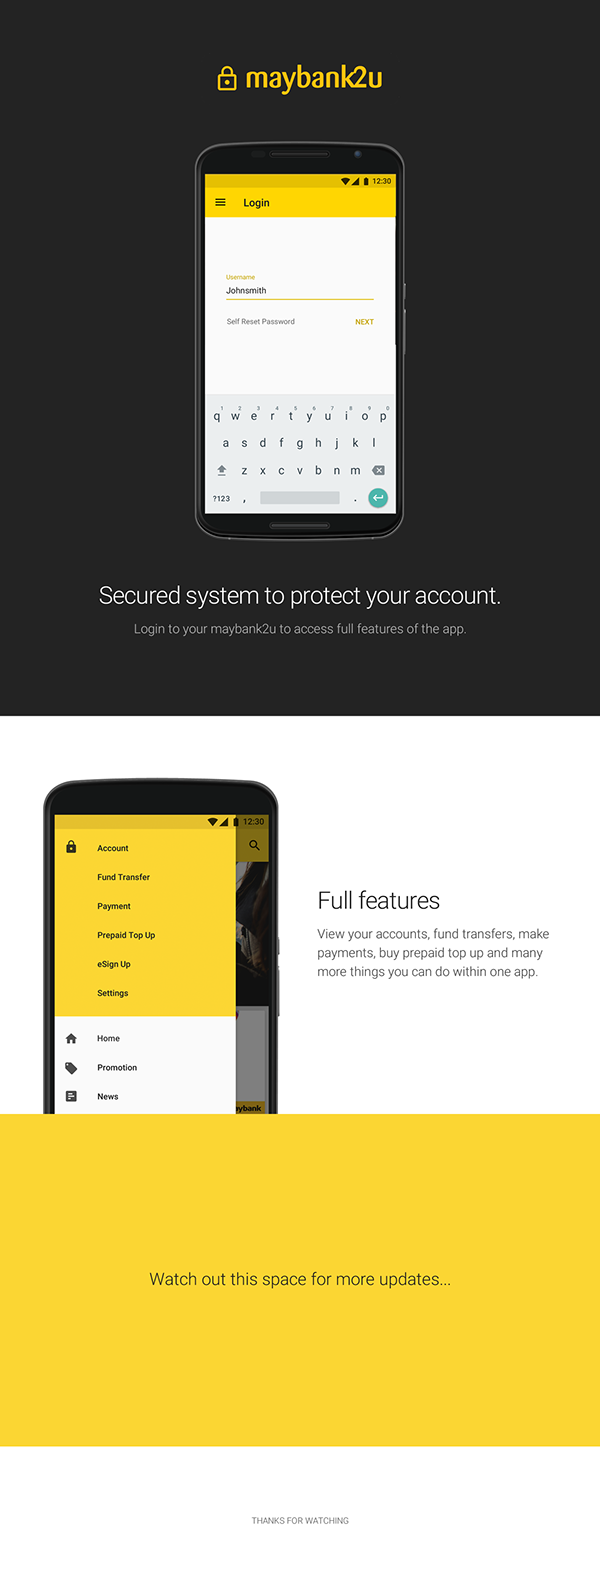 maybank2u
12:30
Login
Username
Johnsmith
Self Reset Password NEXT
1 2 3 4 5 6 7 8 9 0
q w e r t y u i o p
a s d f g h j k l
z x c v b n m
?123 , .
Secured system to protect your account.
Login to your maybank2u to access full features of the app.
12:30
Account
Fund Transfer
Payment
Prepaid Top Up
eSign Up
Settings
Home
Promotion
News
aybank
Full features
View your accounts, fund transfers, make
payments, buy prepaid top up and many
more things you can do within one app.
Watch out this space for more updates...
THANKS FOR WATCHING